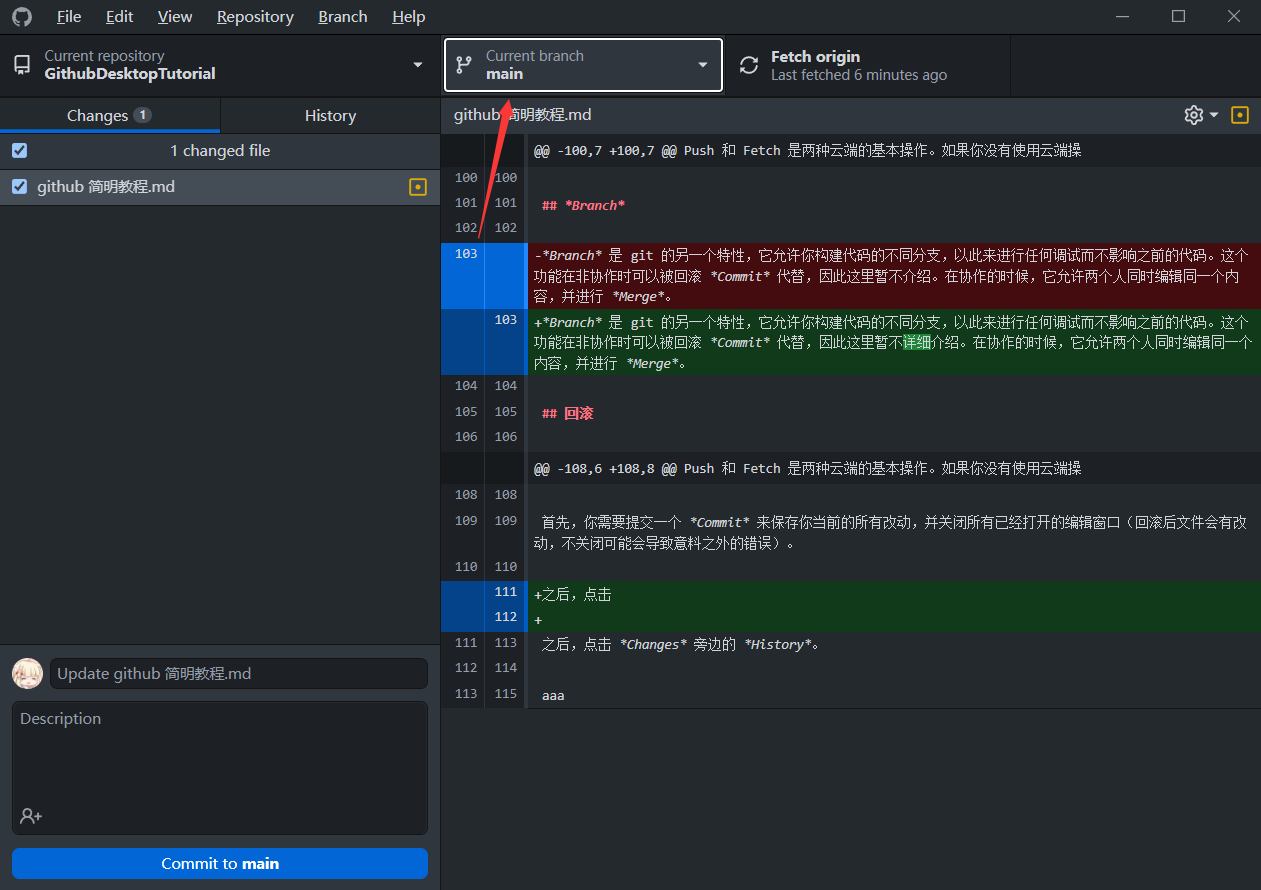 File Edit View Repository Branch Help
Current repository
GithubDesktopTutorial
Current branch
main
Fetch origin
Last fetched 6 minutes ago
Changes 1
History
1 changed file
github 简明教程.md
github 简明教程.md
@@ -100,7 +100,7 @@ Push 和 Fetch 是两种云端的基本操作。如果你没有使用云端操
100 100
101 101 ## *Branch*
102 102
103 -*Branch* 是 git 的另一个特性，它允许你构建代码的不同分支，以此来进行任何调试而不影响之前的代码。这个
功能在非协作时可以被回滚 *Commit* 代替，因此这里暂不介绍。在协作的时候，它允许两个人同时编辑同一个内
容，并进行 *Merge*。
103 +*Branch* 是 git 的另一个特性，它允许你构建代码的不同分支，以此来进行任何调试而不影响之前的代码。这个
功能在非协作时可以被回滚 *Commit* 代替，因此这里暂不详细介绍。在协作的时候，它允许两个人同时编辑同一个
内容，并进行 *Merge*。
104 104
105 105 ## 回滚
106 106
@@ -108,6 +108,8 @@ Push 和 Fetch 是两种云端的基本操作。如果你没有使用云端操
108 108
109 109 首先，你需要提交一个 *Commit* 来保存你当前的所有改动，并关闭所有已经打开的编辑窗口（回滚后文件会有改
动，不关闭可能会导致意料之外的错误）。
110 110
111 +之后，点击
112 +
111 113 之后，点击 *Changes* 旁边的 *History*。
112 114
113 115 aaa
Update github 简明教程.md
Description
Commit to main